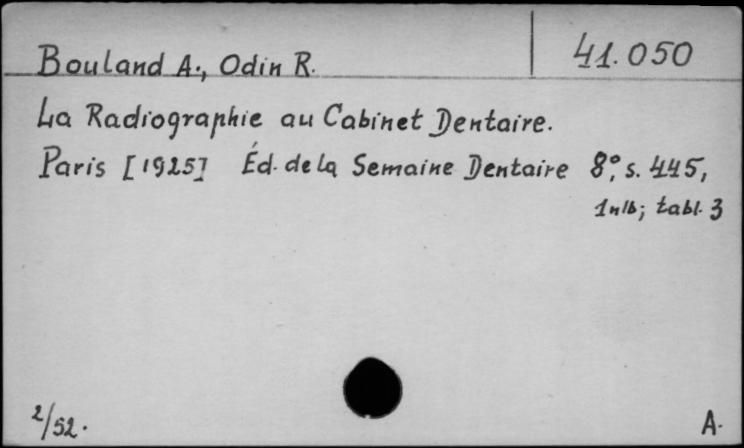 Bouland A., Odin R.
41.050
La Radiographie au Cabinet Dentaire.
Paris [1925] Éd. de la Semaine Dentaire 8°, s. 445,
1 nlb; tabl. 3
2/52.
A.